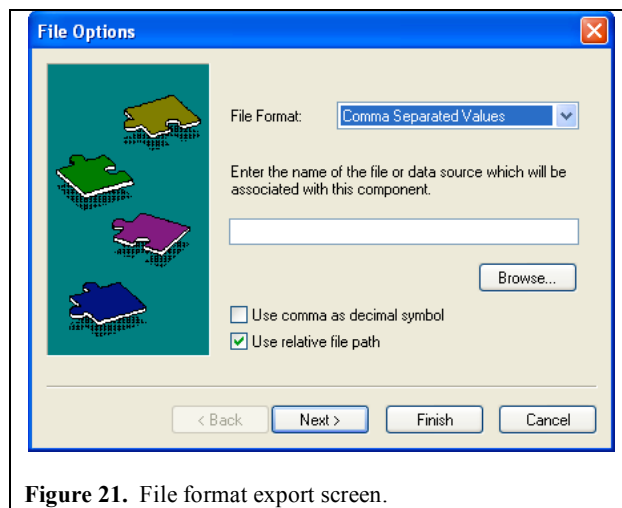 File Options
File Format:
Comma Separated Values
Enter the name of the file or data source which will be
associated with this component.
Browse...
Use comma as decimal symbol
Use relative file path
< Back
Next >
Finish
Cancel
Figure 21. File format export screen.